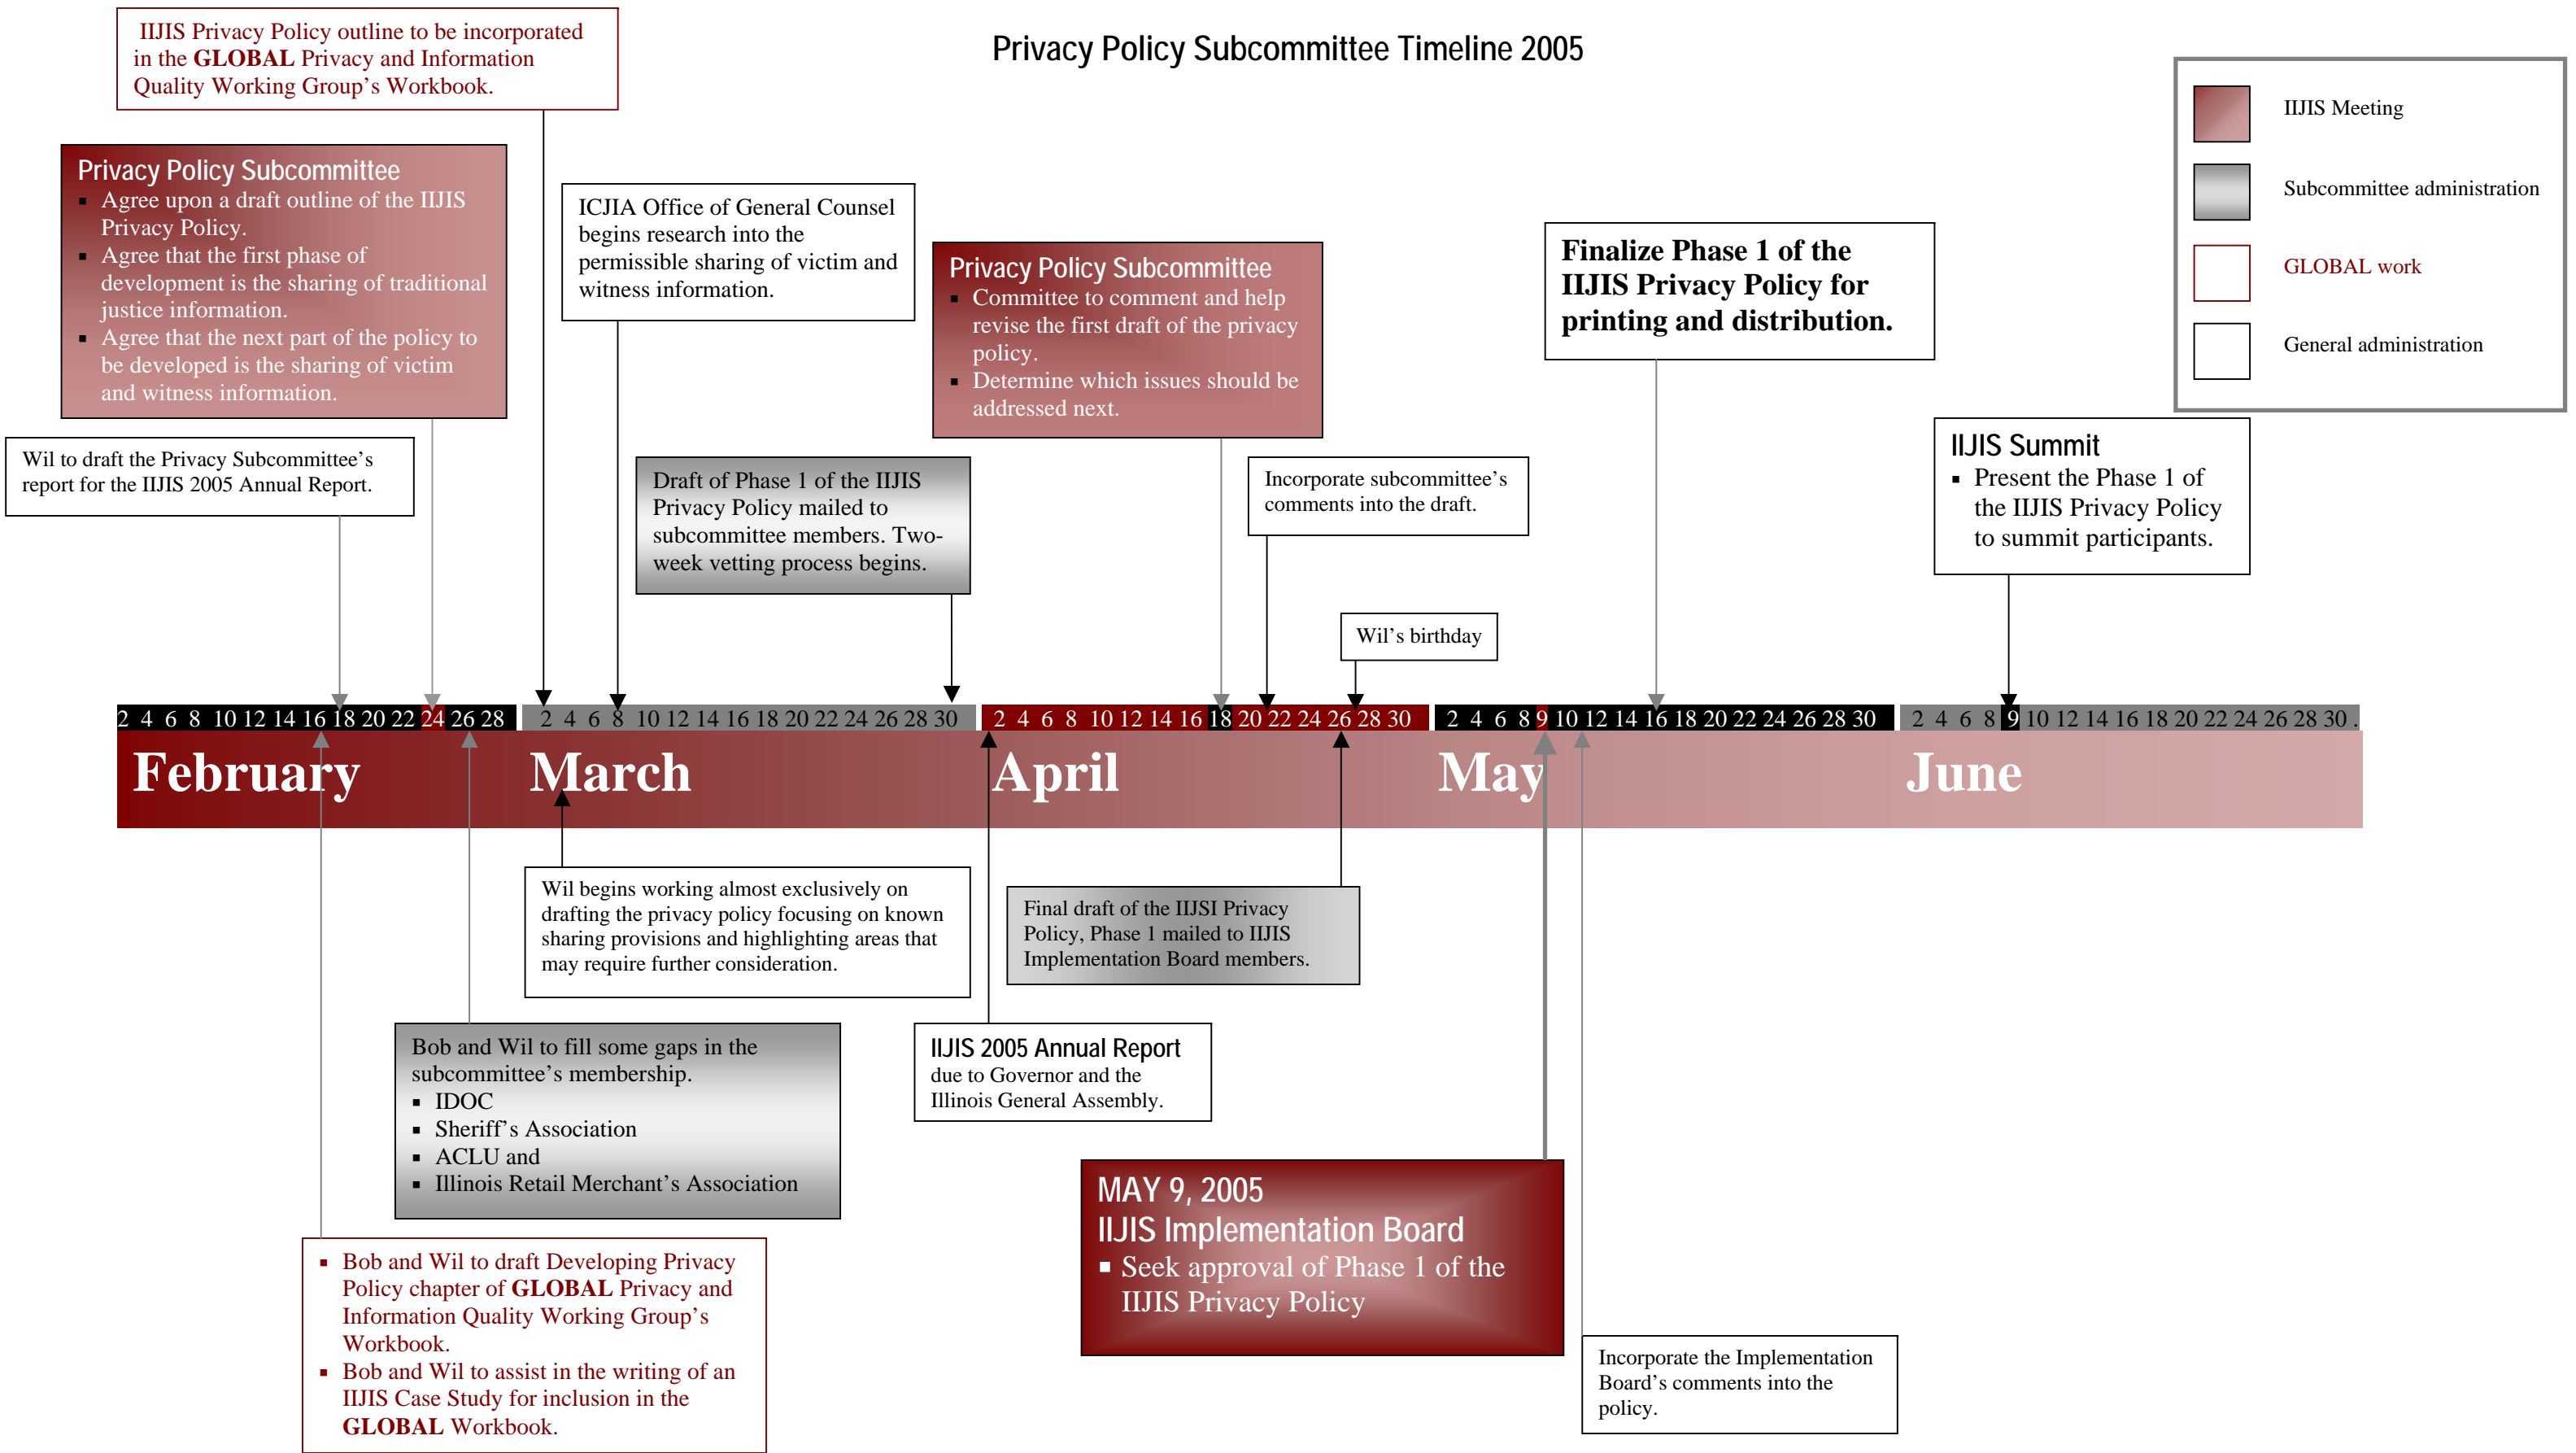 Privacy Policy Subcommittee Timeline 2005
IIJIS Privacy Policy outline to be incorporated
in the GLOBAL Privacy and Information
Quality Working Group's Workbook.
IIJIS Meeting
Subcommittee administration
GLOBAL work
General administration
Privacy Policy Subcommittee
▪ Agree upon a draft outline of the IIJIS
Privacy Policy.
▪ Agree that the first phase of
development is the sharing of traditional
justice information.
▪ Agree that the next part of the policy to
be developed is the sharing of victim
and witness information.
ICJIA Office of General Counsel
begins research into the
permissible sharing of victim and
witness information.
Privacy Policy Subcommittee
▪ Committee to comment and help
revise the first draft of the privacy
policy.
▪ Determine which issues should be
addressed next.
Finalize Phase 1 of the
IIJIS Privacy Policy for
printing and distribution.
Wil to draft the Privacy Subcommittee's
report for the IIJIS 2005 Annual Report.
Draft of Phase 1 of the IIJIS
Privacy Policy mailed to
subcommittee members. Two-
week vetting process begins.
Incorporate subcommittee's
comments into the draft.
IIJIS Summit
▪ Present the Phase 1 of
the IIJIS Privacy Policy
to summit participants.
Wil's birthday
2 4 6 8 10 12 14 16 18 20 22 24 26 28
2 4 6 8 10 12 14 16 18 20 22 24 26 28 30
2 4 6 8 10 12 14 16 18 20 22 24 26 28 30
2 4 6 8 9 10 12 14 16 18 20 22 24 26 28 30
2 4 6 8 9 10 12 14 16 18 20 22 24 26 28 30 .
February
March
April
May
June
Wil begins working almost exclusively on
drafting the privacy policy focusing on known
sharing provisions and highlighting areas that
may require further consideration.
Final draft of the IIJSI Privacy
Policy, Phase 1 mailed to IIJIS
Implementation Board members.
Bob and Wil to fill some gaps in the
subcommittee's membership.
▪ IDOC
▪ Sheriff's Association
▪ ACLU and
▪ Illinois Retail Merchant's Association
IIJIS 2005 Annual Report
due to Governor and the
Illinois General Assembly.
MAY 9, 2005
IIJIS Implementation Board
▪ Seek approval of Phase 1 of the
IIJIS Privacy Policy
▪ Bob and Wil to draft Developing Privacy
Policy chapter of GLOBAL Privacy and
Information Quality Working Group's
Workbook.
▪ Bob and Wil to assist in the writing of an
IIJIS Case Study for inclusion in the
GLOBAL Workbook.
Incorporate the Implementation
Board's comments into the
policy.